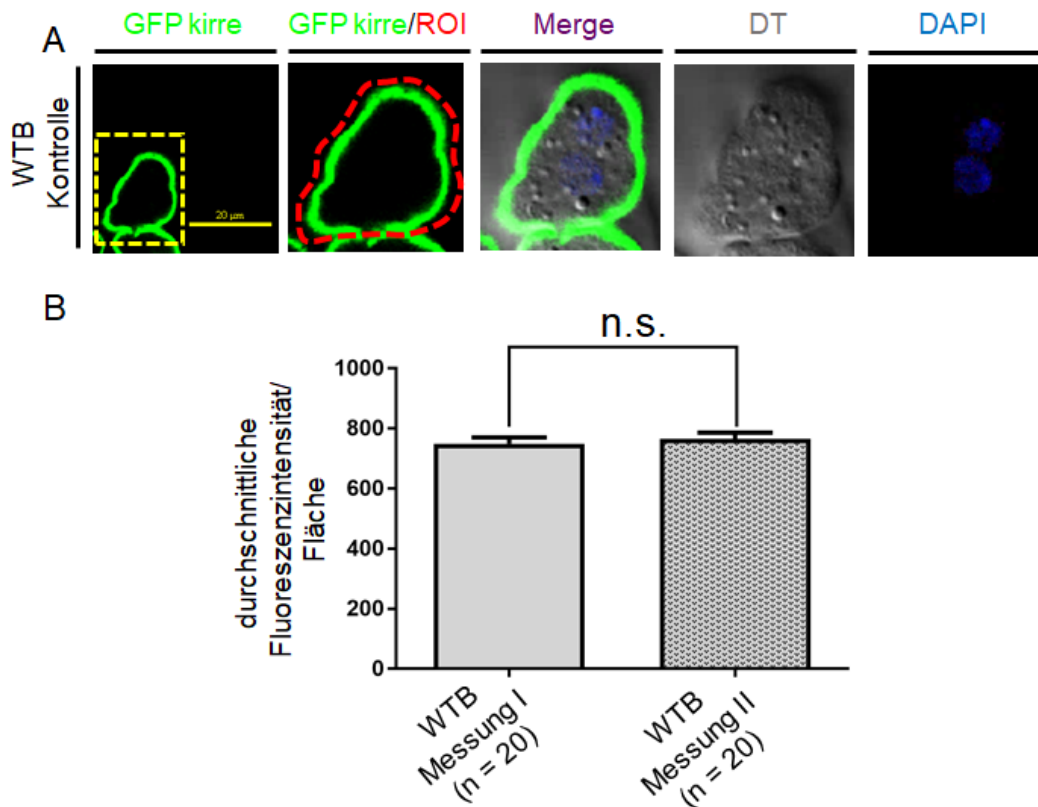 A
GFP kirre
GFP kirre/ROI
Merge
DT
DAPI
WTB
Kontrolle
20 µm
B
n.s.
1000
800
600
400
200
0
durchschnittliche
Fluoreszenzintensität/
Fläche
WTB
Messung I
(n = 20)
WTB
Messung II
(n = 20)